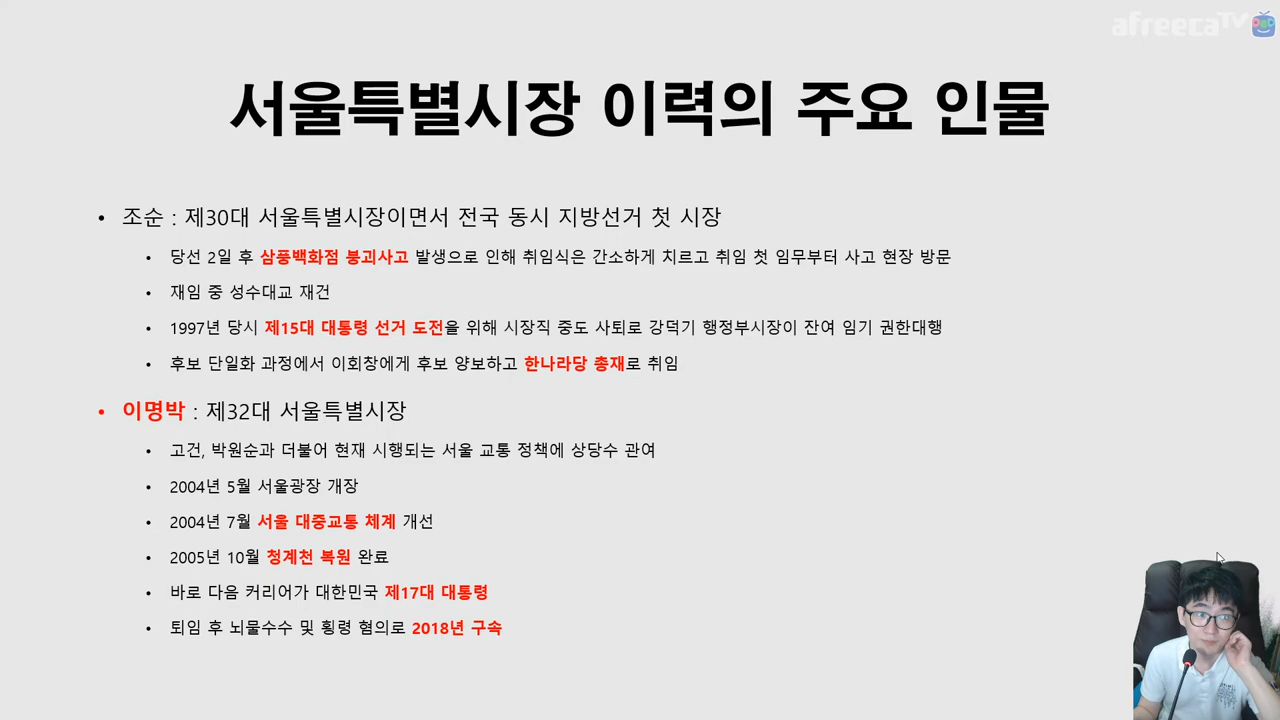 afreecaTV
서울특별시장 이력의 주요 인물
• 조순 : 제30대 서울특별시장이면서 전국 동시 지방선거 첫 시장
• 당선 2일 후 삼풍백화점 붕괴사고 발생으로 인해 취임식은 간소하게 치르고 취임 첫 임무부터 사고 현장 방문
• 재임 중 성수대교 재건
• 1997년 당시 제15대 대통령 선거 도전을 위해 시장직 중도 사퇴로 강덕기 행정부시장이 잔여 임기 권한대행
• 후보 단일화 과정에서 이회창에게 후보 양보하고 한나라당 총재로 취임
• 이명박 : 제32대 서울특별시장
• 고건, 박원순과 더불어 현재 시행되는 서울 교통 정책에 상당수 관여
• 2004년 5월 서울광장 개장
• 2004년 7월 서울 대중교통 체계 개선
• 2005년 10월 청계천 복원 완료
• 바로 다음 커리어가 대한민국 제17대 대통령
• 퇴임 후 뇌물수수 및 횡령 혐의로 2018년 구속